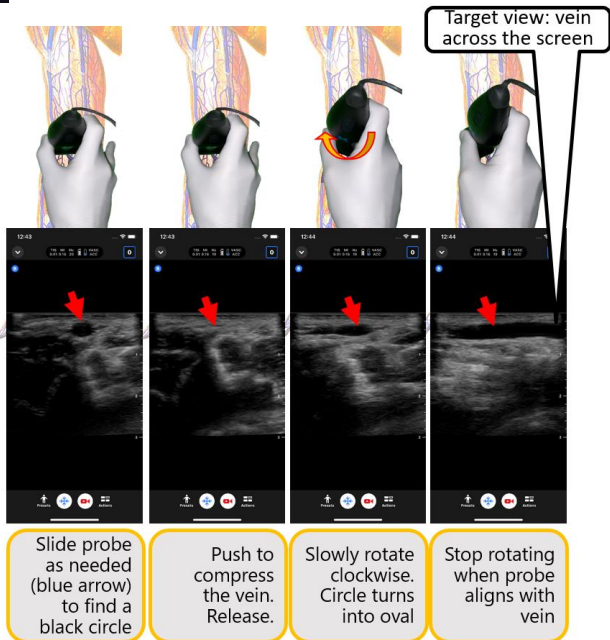 Target view: vein
across the screen
12:43
12:43
12:44
12:44
0
0
Presets
Actions
Presets
Actions
Presets
Actions
Presets
Actions
Slide probe
as needed
(blue arrow)
to find a
black circle
Push to
compress
the vein.
Release.
Slowly rotate
clockwise.
Circle turns
into oval
Stop rotating
when probe
aligns with
vein